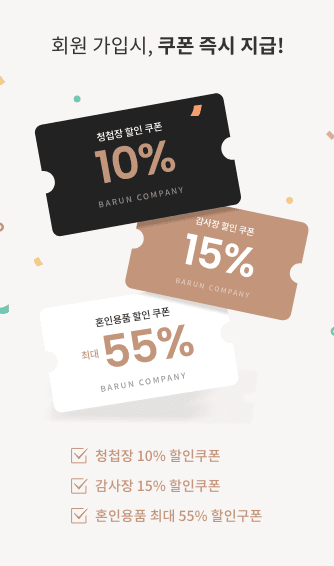 회원 가입시, 쿠폰 즉시 지급!
청첩장 할인 쿠폰
10%
BARUN COMPANY
감사장 할인 쿠폰
15%
BARUN COMPANY
혼인용품 할인 쿠폰
최대 55%
BARUN COMPANY
청첩장 10% 할인쿠폰
감사장 15% 할인쿠폰
혼인용품 최대 55% 할인구폰